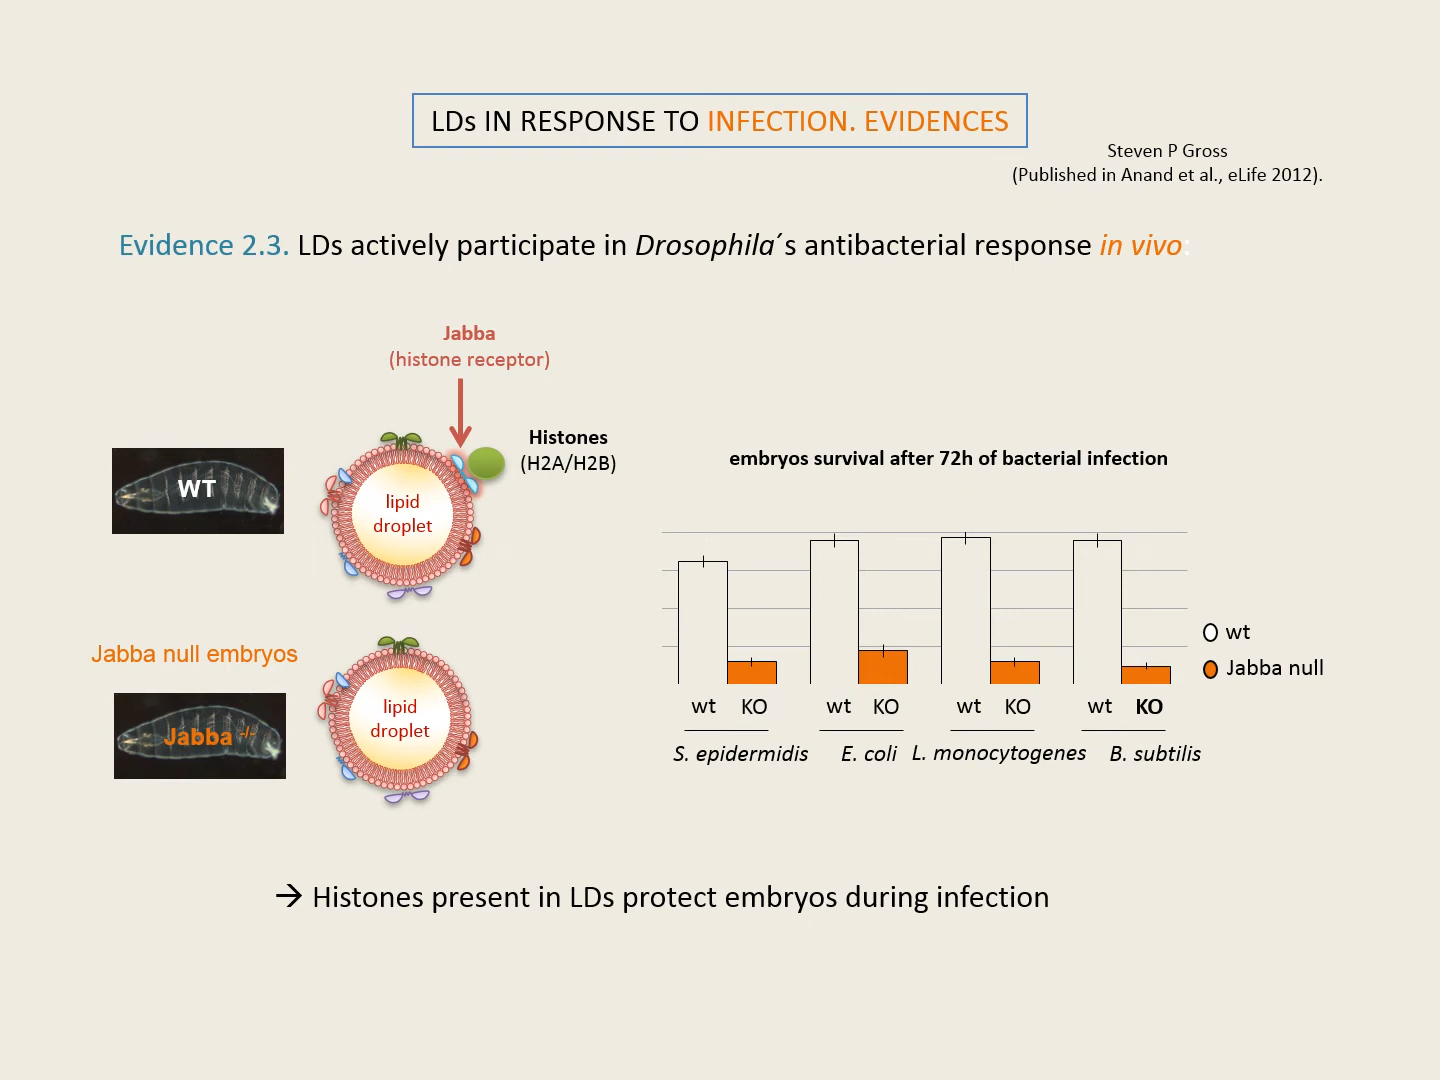 LDs IN RESPONSE TO INFECTION. EVIDENCES
Steven P Gross
(Published in Anand et al., eLife 2012).
Evidence 2.3. LDs actively participate in Drosophila´s antibacterial response in vivo:
Jabba
(histone receptor)
Histones
(H2A/H2B)
WT
lipid
droplet
embryos survival after 72h of bacterial infection
Jabba null embryos
Jabba -/-
lipid
droplet
wt
Jabba null
wt KO wt KO wt KO wt KO
S. epidermidis E. coli L. monocytogenes B. subtilis
→ Histones present in LDs protect embryos during infection